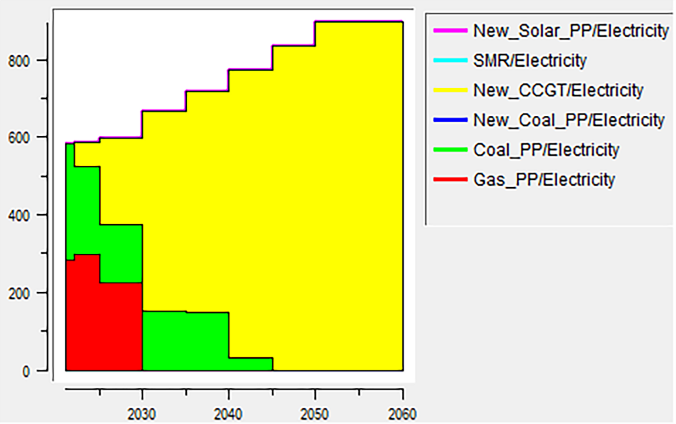 800
600
400
200
0
2030
2040
2050
2060
New_Solar_PP/Electricity
SMR/Electricity
New_CCGT/Electricity
New_Coal_PP/Electricity
Coal_PP/Electricity
Gas_PP/Electricity